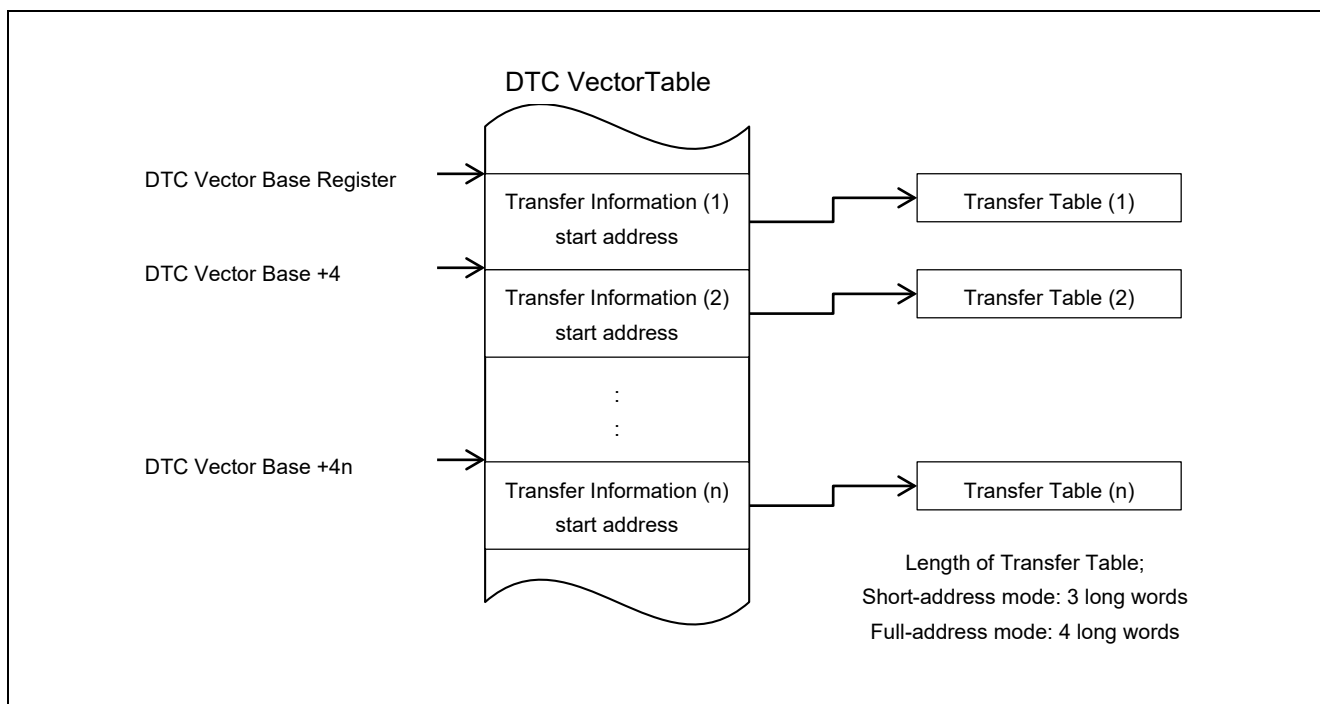 DTC VectorTable
DTC Vector Base Register
Transfer Information (1)
start address
Transfer Table (1)
DTC Vector Base +4
Transfer Information (2)
start address
Transfer Table (2)
:
:
DTC Vector Base +4n
Transfer Information (n)
start address
Transfer Table (n)
Length of Transfer Table;
Short-address mode: 3 long words
Full-address mode: 4 long words